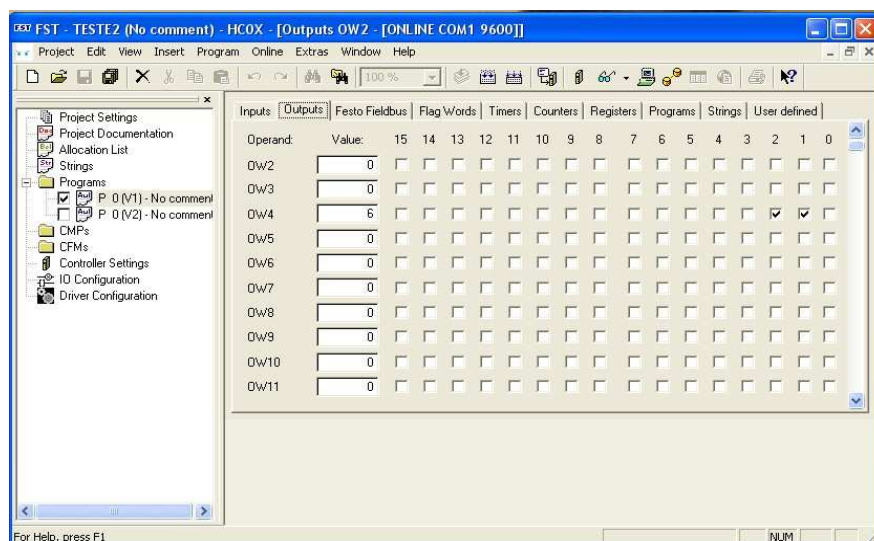 FST - TESTE2 (No comment) - HC0X - [Outputs OW2 - [ONLINE COM1 9600]]
Project Edit View Insert Program Online Extras Window Help
100 %
Project Settings
Project Documentation
Allocation List
Strings
Programs
P 0 (V1) - No comment
P 0 (V2) - No comment
CMPs
CFMs
Controller Settings
IO Configuration
Driver Configuration
Inputs Outputs Festo Fieldbus Flag Words Timers Counters Registers Programs Strings User defined
Operand: Value: 15 14 13 12 11 10 9 8 7 6 5 4 3 2 1 0
OW2 0
OW3 0
OW4 6
OW5 0
OW6 0
OW7 0
OW8 0
OW9 0
OW10 0
OW11 0
For Help, press F1
NUM